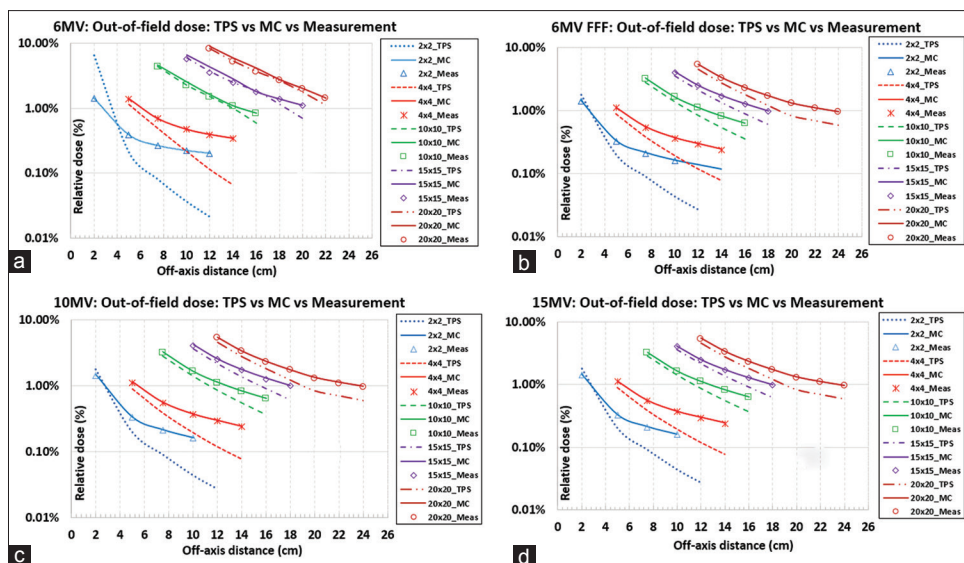 6MV: Out-of-field dose: TPS vs MC vs Measurement
10.00%
1.00%
0.10%
0.01%
Relative dose (%)
0 2 4 6 8 10 12 14 16 18 20 22 24 26
Off-axis distance (cm)
2x2_TPS
2x2_MC
2x2_Meas
4x4_TPS
4x4_MC
4x4_Meas
10x10_TPS
10x10_MC
10x10_Meas
15x15_TPS
15x15_MC
15x15_Meas
20x20_TPS
20x20_MC
20x20_Meas
a
6MV FFF: Out-of-field dose: TPS vs MC vs Measurement
10.00%
1.00%
0.10%
0.01%
Relative dose (%)
0 2 4 6 8 10 12 14 16 18 20 22 24 26
Off-axis distance (cm)
2x2_TPS
2x2_MC
2x2_Meas
4x4_TPS
4x4_MC
4x4_Meas
10x10_TPS
10x10_MC
10x10_Meas
15x15_TPS
15x15_MC
15x15_Meas
20x20_TPS
20x20_MC
20x20_Meas
b
10MV: Out-of-field dose: TPS vs MC vs Measurement
10.00%
1.00%
0.10%
0.01%
Relative dose (%)
0 2 4 6 8 10 12 14 16 18 20 22 24 26
Off-axis distance (cm)
2x2_TPS
2x2_MC
2x2_Meas
4x4_TPS
4x4_MC
4x4_Meas
10x10_TPS
10x10_MC
10x10_Meas
15x15_TPS
15x15_MC
15x15_Meas
20x20_TPS
20x20_MC
20x20_Meas
c
15MV: Out-of-field dose: TPS vs MC vs Measurement
10.00%
1.00%
0.10%
0.01%
Relative dose (%)
0 2 4 6 8 10 12 14 16 18 20 22 24 26
Off-axis distance (cm)
2x2_TPS
2x2_MC
2x2_Meas
4x4_TPS
4x4_MC
4x4_Meas
10x10_TPS
10x10_MC
10x10_Meas
15x15_TPS
15x15_MC
15x15_Meas
20x20_TPS
20x20_MC
20x20_Meas
d